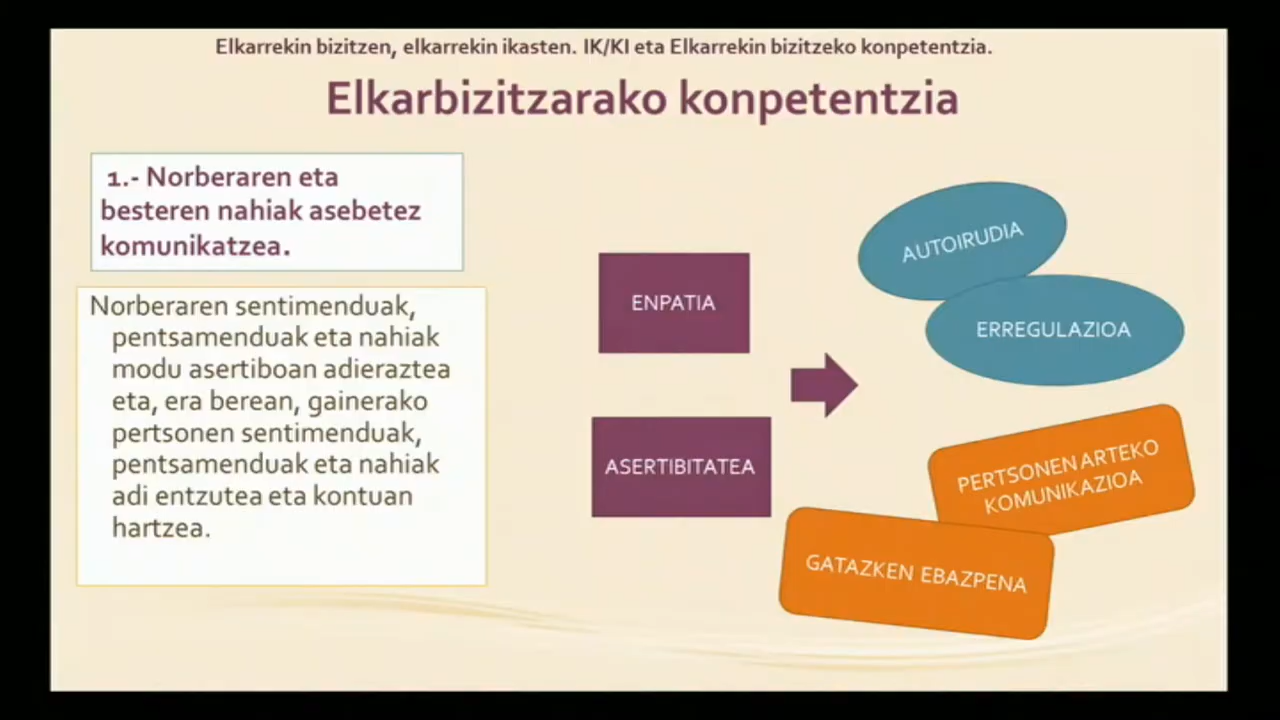 Elkarrekin bizitzen, elkarrekin ikasten. IK/KI eta Elkarrekin bizitzeko konpetentzia.
Elkarbizitzarako konpetentzia
1.- Norberaren eta
besteren nahiak asebetez
komunikatzea.
Norberaren sentimenduak,
pentsamenduak eta nahiak
modu asertiboan adieraztea
eta, era berean, gainerako
pertsonen sentimenduak,
pentsamenduak eta nahiak
adi entzutea eta kontuan
hartzea.
ENPATIA
ASERTIBITATEA
AUTOIRUDIA
ERREGULAZIOA
PERTSONEN ARTEKO
KOMUNIKAZIOA
GATAZKEN EBAZPENA